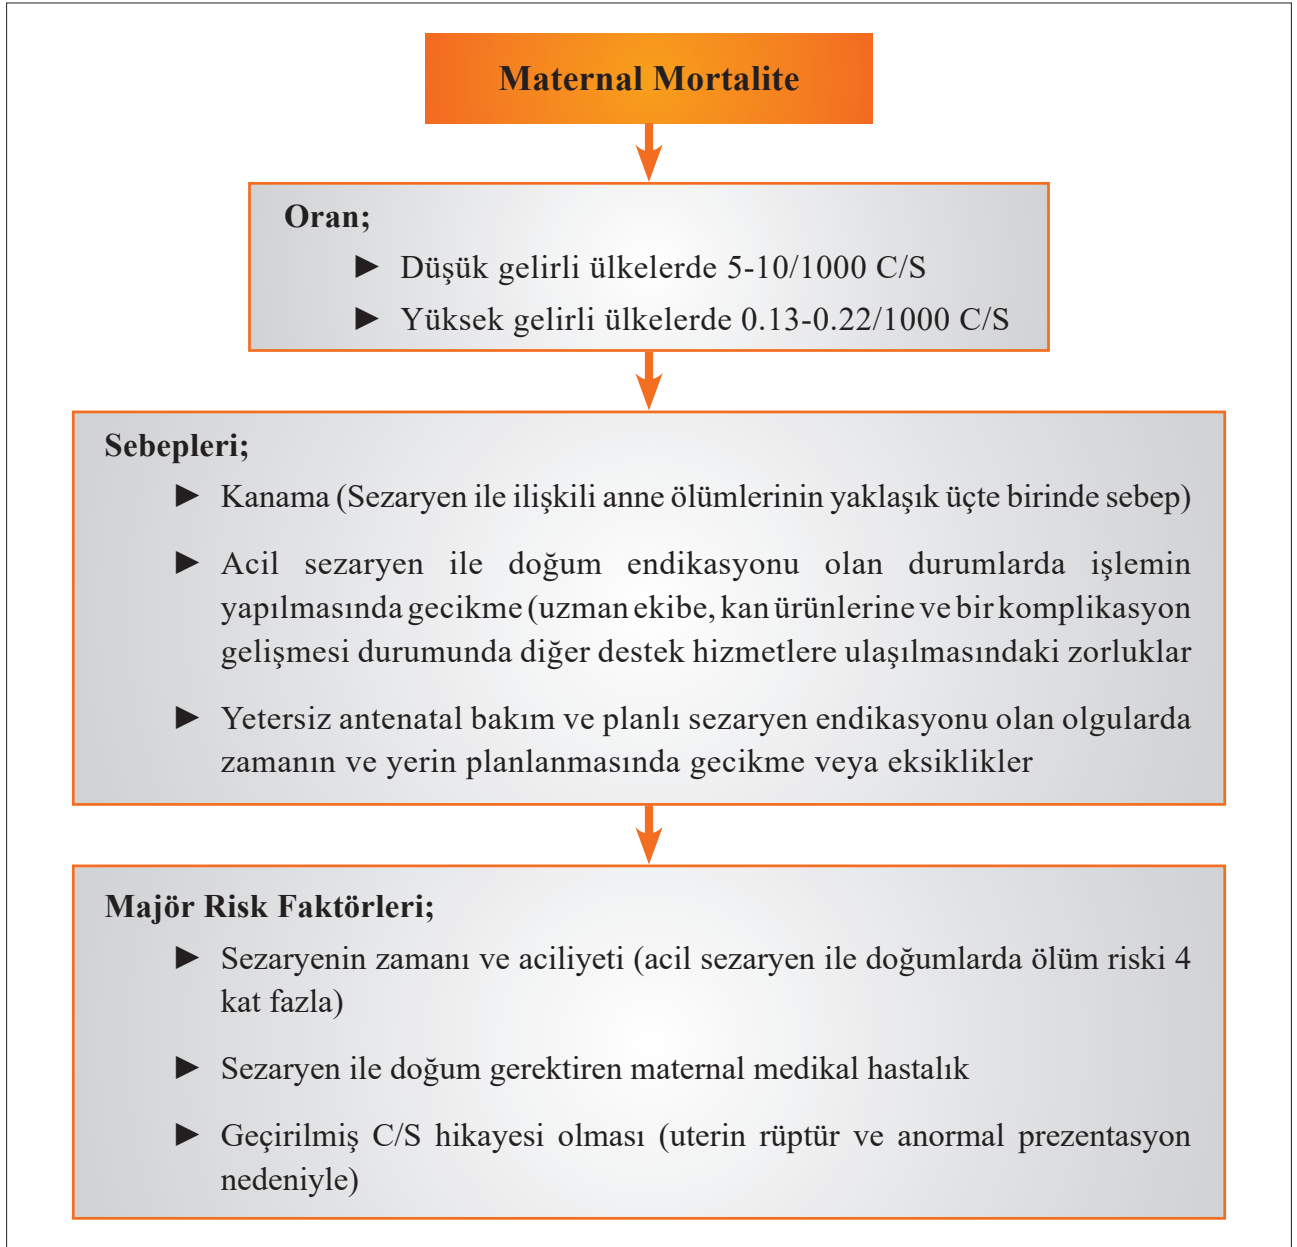 Maternal Mortalite
Oran;
► Düşük gelirli ülkelerde 5-10/1000 C/S
► Yüksek gelirli ülkelerde 0.13-0.22/1000 C/S
Sebepleri;
► Kanama (Sezaryen ile ilişkili anne ölümlerinin yaklaşık üçte birinde sebep)
► Acil sezaryen ile doğum endikasyonu olan durumlarda işlemin
yapılmasında gecikme (uzman ekibe, kan ürünlerine ve bir komplikasyon
gelişmesi durumunda diğer destek hizmetlere ulaşılmasındaki zorluklar
► Yetersiz antenatal bakım ve planlı sezaryen endikasyonu olan olgularda
zamanın ve yerin planlanmasında gecikme veya eksiklikler
Majör Risk Faktörleri;
► Sezaryenin zamanı ve aciliyeti (acil sezaryen ile doğumlarda ölüm riski 4
kat fazla)
► Sezaryen ile doğum gerektiren maternal medikal hastalık
► Geçirilmiş C/S hikayesi olması (uterin rüptür ve anormal prezentasyon
nedeniyle)